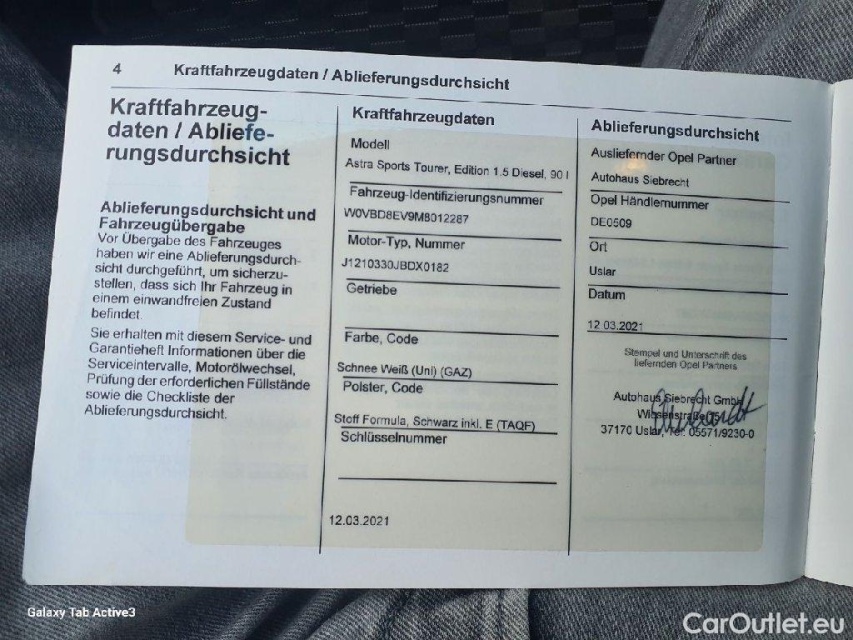 4 Kraftfahrzeugdaten / Ablieferungsdurchsicht
Kraftfahrzeug-
daten / Abliefe-
rungsdurchsicht
Ablieferungsdurchsicht und
Fahrzeugübergabe
Vor Übergabe des Fahrzeuges
haben wir eine Ablieferungsdurch-
sicht durchgeführt, um sicherzu-
stellen, dass sich Ihr Fahrzeug in
einem einwandfreien Zustand
befindet.
Sie erhalten mit diesem Service- und
Garantieheft Informationen über die
Serviceintervalle, Motorölwechsel,
Prüfung der erforderlichen Füllstände
sowie die Checkliste der
Ablieferungsdurchsicht.
Kraftfahrzeugdaten
Modell
Astra Sports Tourer, Edition 1.5 Diesel, 90
Fahrzeug-Identifizierungsnummer
W0VBD8EV9M8012287
Motor-Typ, Nummer
J1210330JBDX0182
Getriebe
Farbe, Code
Schnee Weiß (Uni) (GAZ)
Polster, Code
Stoff Formula, Schwarz inkl. E (TAQF)
Schlüsselnummer
12.03.2021
Ablieferungsdurchsicht
Ausliefernder Opel Partner
Autohaus Siebrecht
Opel Händlernummer
DE0509
Ort
Uslar
Datum
12.03.2021
Stempel und Unterschrift des
liefernden Opel Partners
Autohaus Siebrecht GmbH
37170 Uslar, Tel. 05571/9230-0
Galaxy Tab Active3
CarOutlet.eu